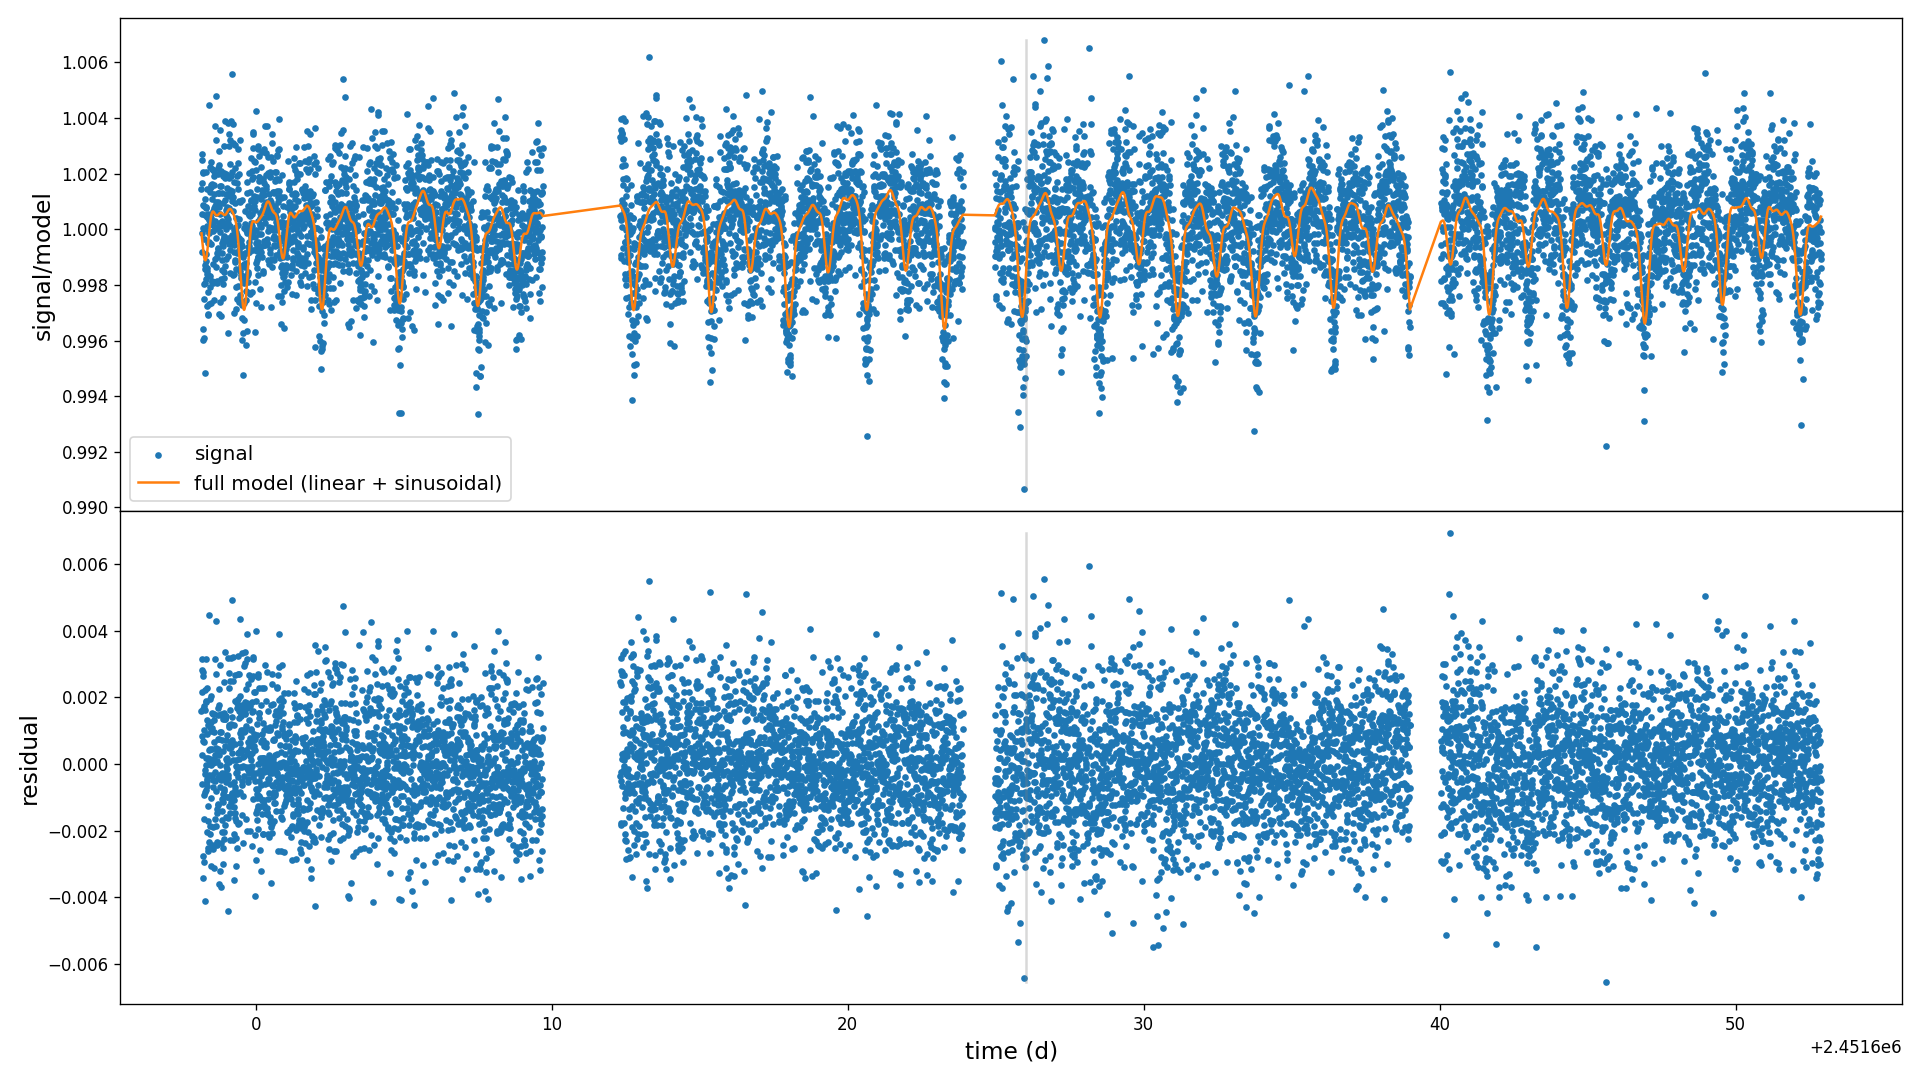 1.006
1.004
1.002
1.000
0.998
0.996
0.994
0.992
0.990
signal/model
signal
full model (linear + sinusoidal)
0.006
0.004
0.002
0.000
−0.002
−0.004
−0.006
residual
0 10 20 30 40 50
time (d)
+2.4516e6